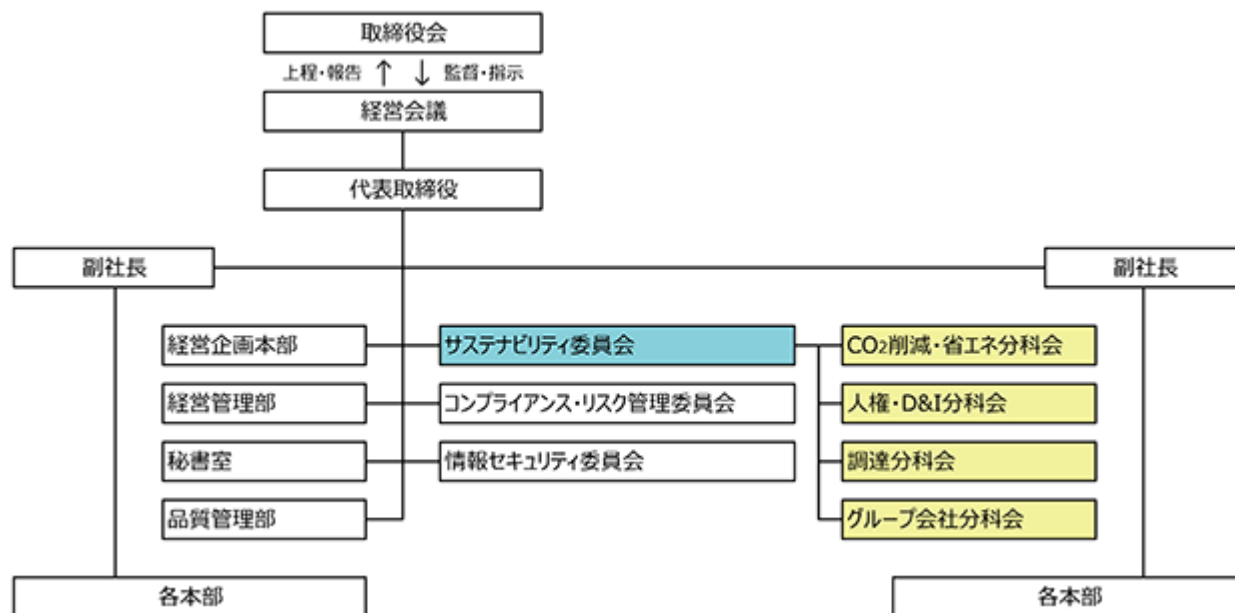 取締役会
上程・報告 ↑ ↓ 監督・指示
経営会議
代表取締役
副社長 副社長
経営企画本部 サステナビリティ委員会 CO₂削減・省エネ分科会
経営管理部 コンプライアンス・リスク管理委員会 人権・D&I分科会
秘書室 情報セキュリティ委員会 調達分科会
品質管理部 グループ会社分科会
各本部 各本部